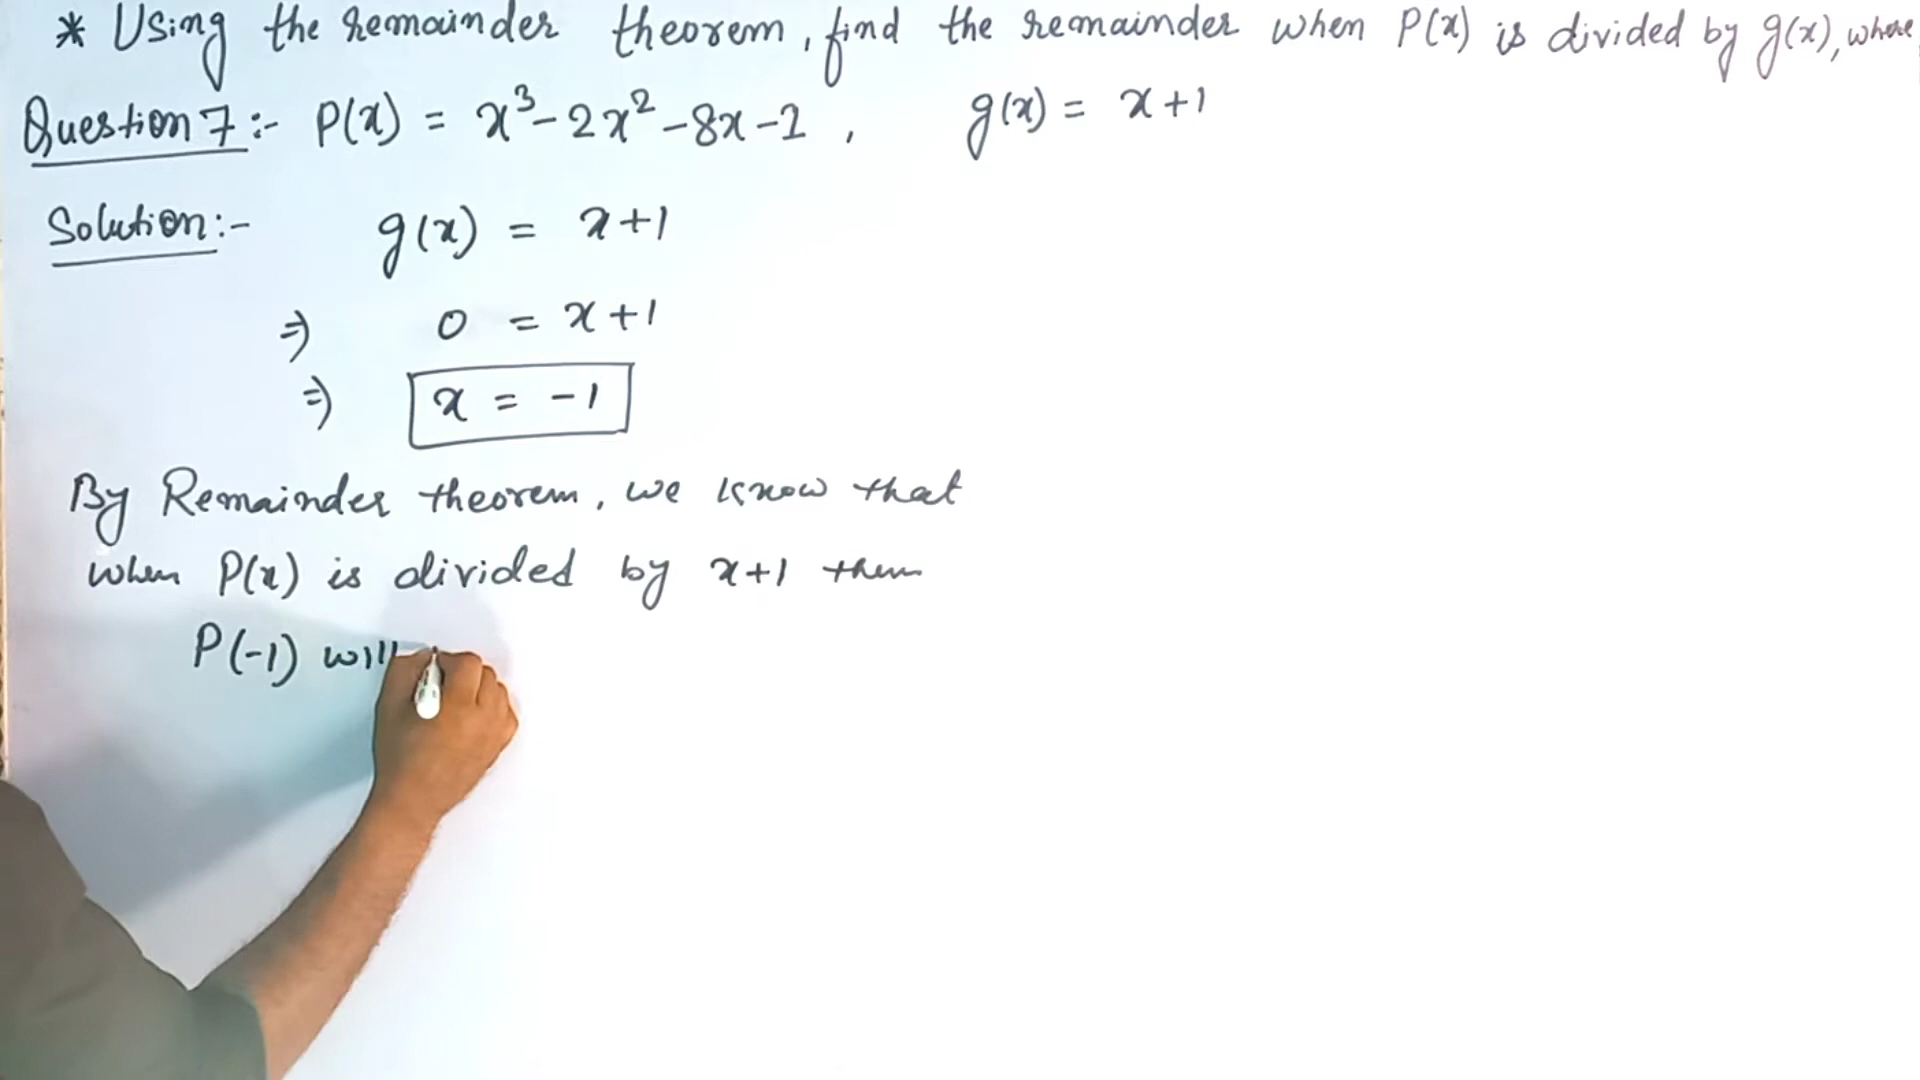 * Using the remainder theorem, find the remainder when P(x) is divided by g(x), where,
Question 7:- P(x) = x³-2x²-8x-1, g(x) = x+1
Solution:- g(x) = x+1
⇒ 0 = x+1
⇒ x = -1
By Remainder theorem, we know that
when P(x) is divided by x+1 then
P(-1) will